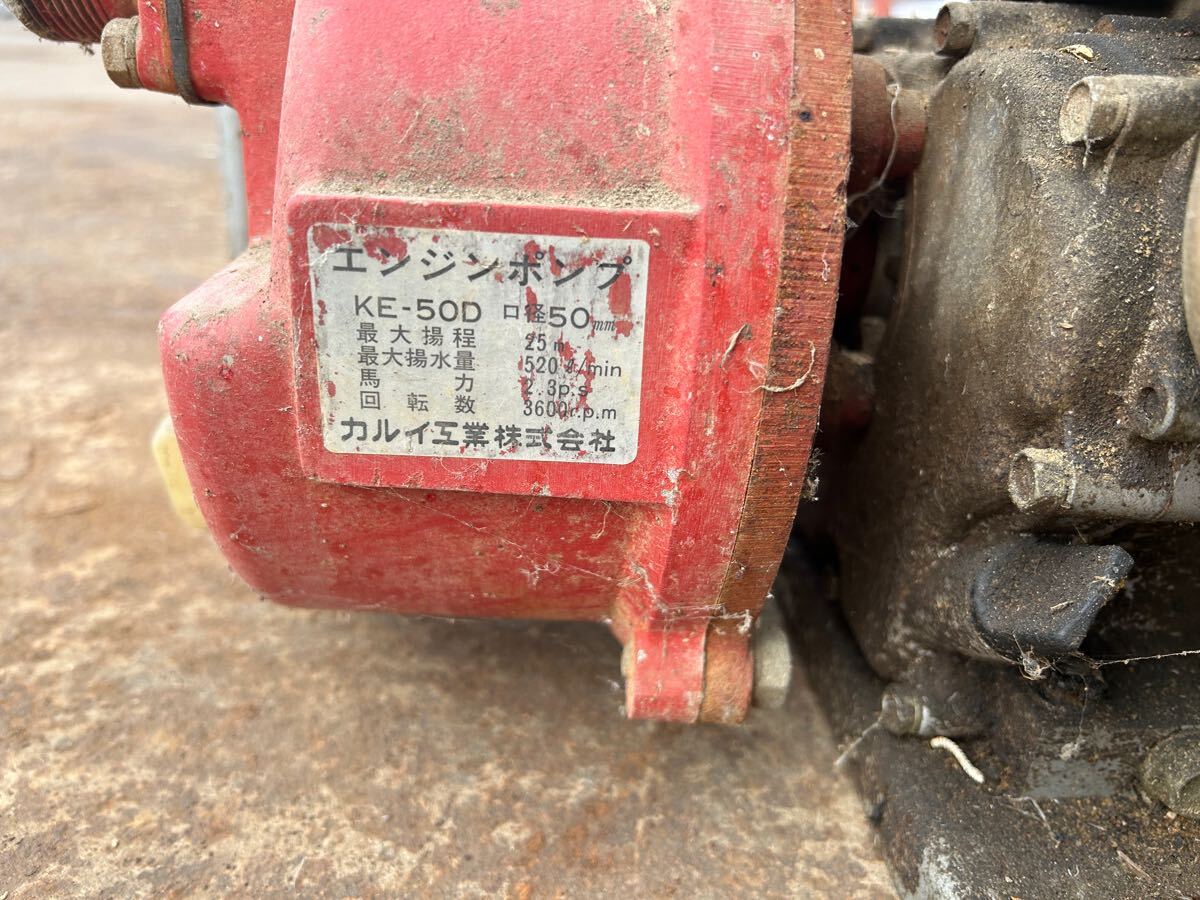 エンジンポンプ
KE-50D 口径50mm
最大揚程 25m
最大揚水量 520ℓ/min
馬力 2.3p.s
回転数 3600r.p.m
カルイ工業株式会社